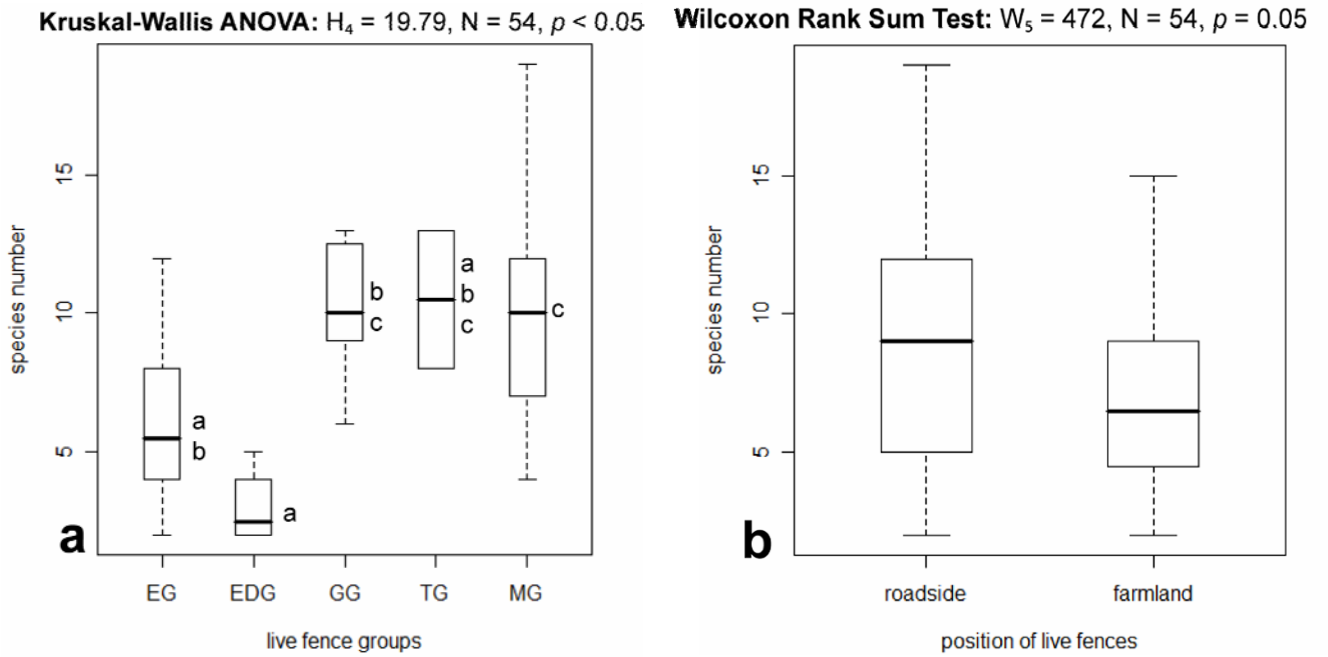 Kruskal-Wallis ANOVA: H4 = 19.79, N = 54, p < 0.05
species number
15
10
5
a
b
a
b
c
a
b
c
c
a
EG EDG GG TG MG
live fence groups
Wilcoxon Rank Sum Test: W5 = 472, N = 54, p = 0.05
species number
15
10
5
b
roadside farmland
position of live fences